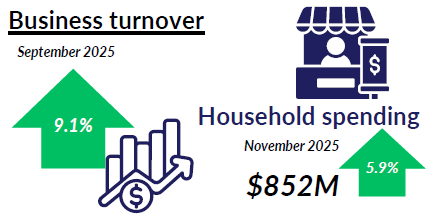 Business turnover
September 2025
9.1%
$
$
Household spending
November 2025
$852M
5.9%